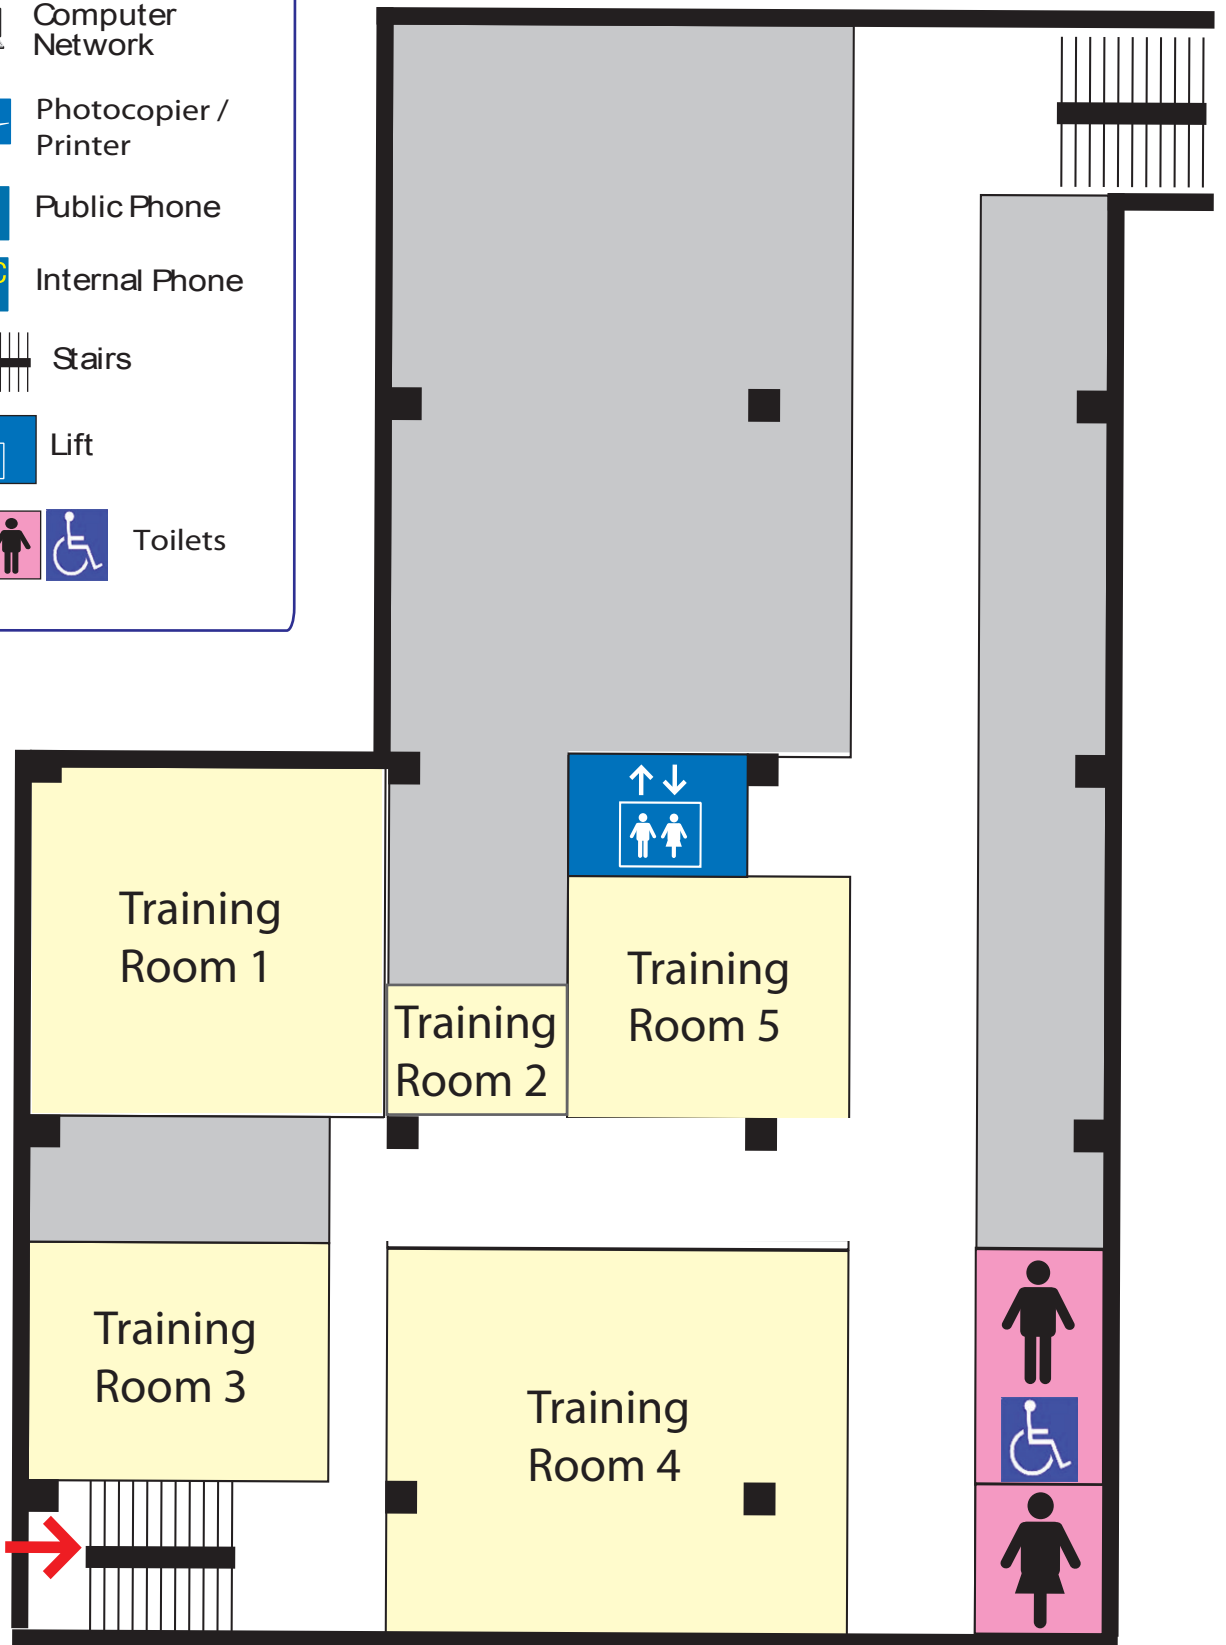 Computer
Network
Photocopier /
Printer
Public Phone
Internal Phone
Stairs
Lift
Toilets
Training
Room 1
Training
Room 2
Training
Room 5
Training
Room 3
Training
Room 4